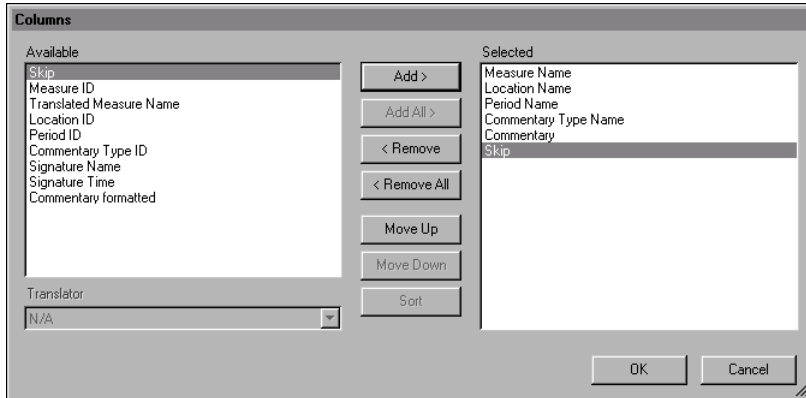 Columns
Available
Skip
Measure ID
Translated Measure Name
Location ID
Period ID
Commentary Type ID
Signature Name
Signature Time
Commentary formatted
Translator
N/A
Add >
Add All >
< Remove
< Remove All
Move Up
Move Down
Sort
Selected
Measure Name
Location Name
Period Name
Commentary Type Name
Commentary
Skip
OK
Cancel